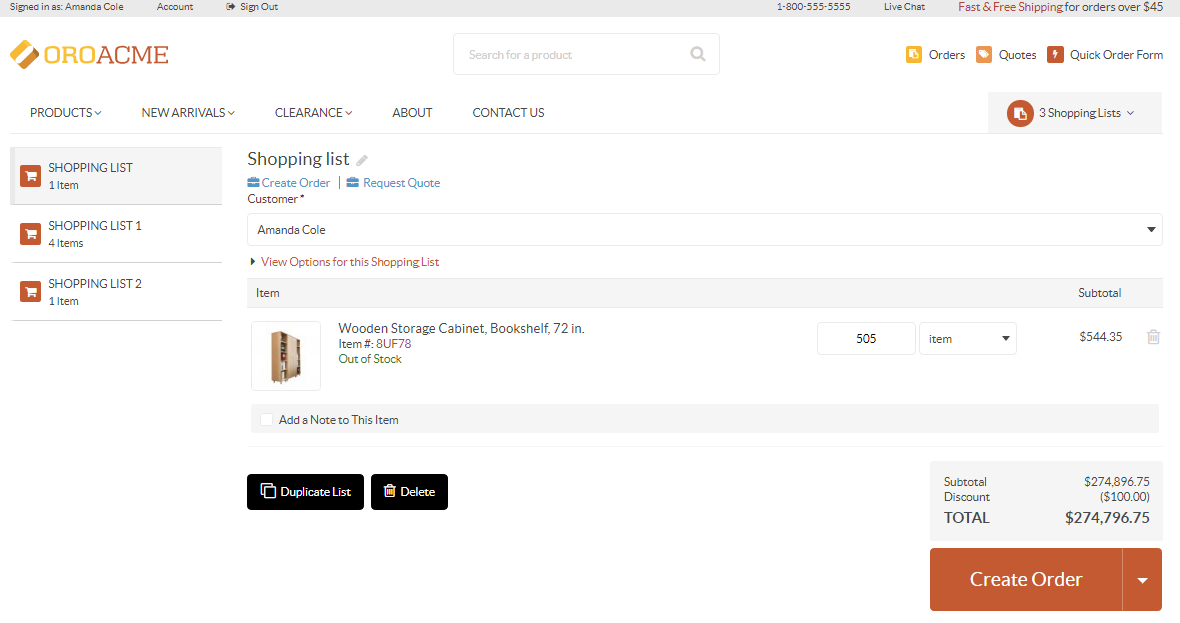 Signed in as: Amanda Cole Account Sign Out 1-800-555-5555 Live Chat Fast & Free Shipping for orders over $45
OROACME Search for a product Orders Quotes Quick Order Form
PRODUCTS NEW ARRIVALS CLEARANCE ABOUT CONTACT US 3 Shopping Lists
SHOPPING LIST
1 Item
SHOPPING LIST 1
4 Items
SHOPPING LIST 2
1 Item
Shopping list
Create Order | Request Quote
Customer *
Amanda Cole
View Options for this Shopping List
Item Subtotal
Wooden Storage Cabinet, Bookshelf, 72 in.
Item #: 8UF78
Out of Stock
505 item $544.35
Add a Note to This Item
Duplicate List Delete
Subtotal $274,896.75
Discount ($100.00)
TOTAL $274,796.75
Create Order